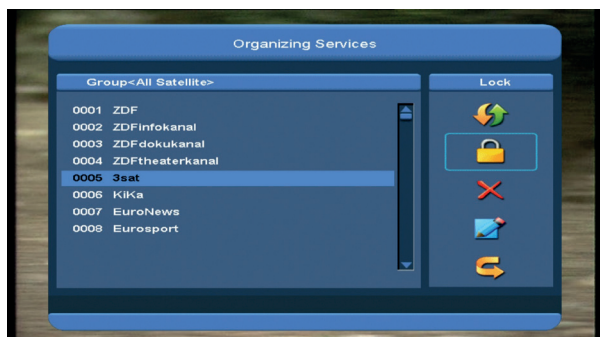 Organizing Services
Group<All Satellite>
Lock
0001 ZDF
0002 ZDFinfokanal
0003 ZDFdokukanal
0004 ZDFtheaterkanal
0005 3sat
0006 KiKa
0007 EuroNews
0008 Eurosport